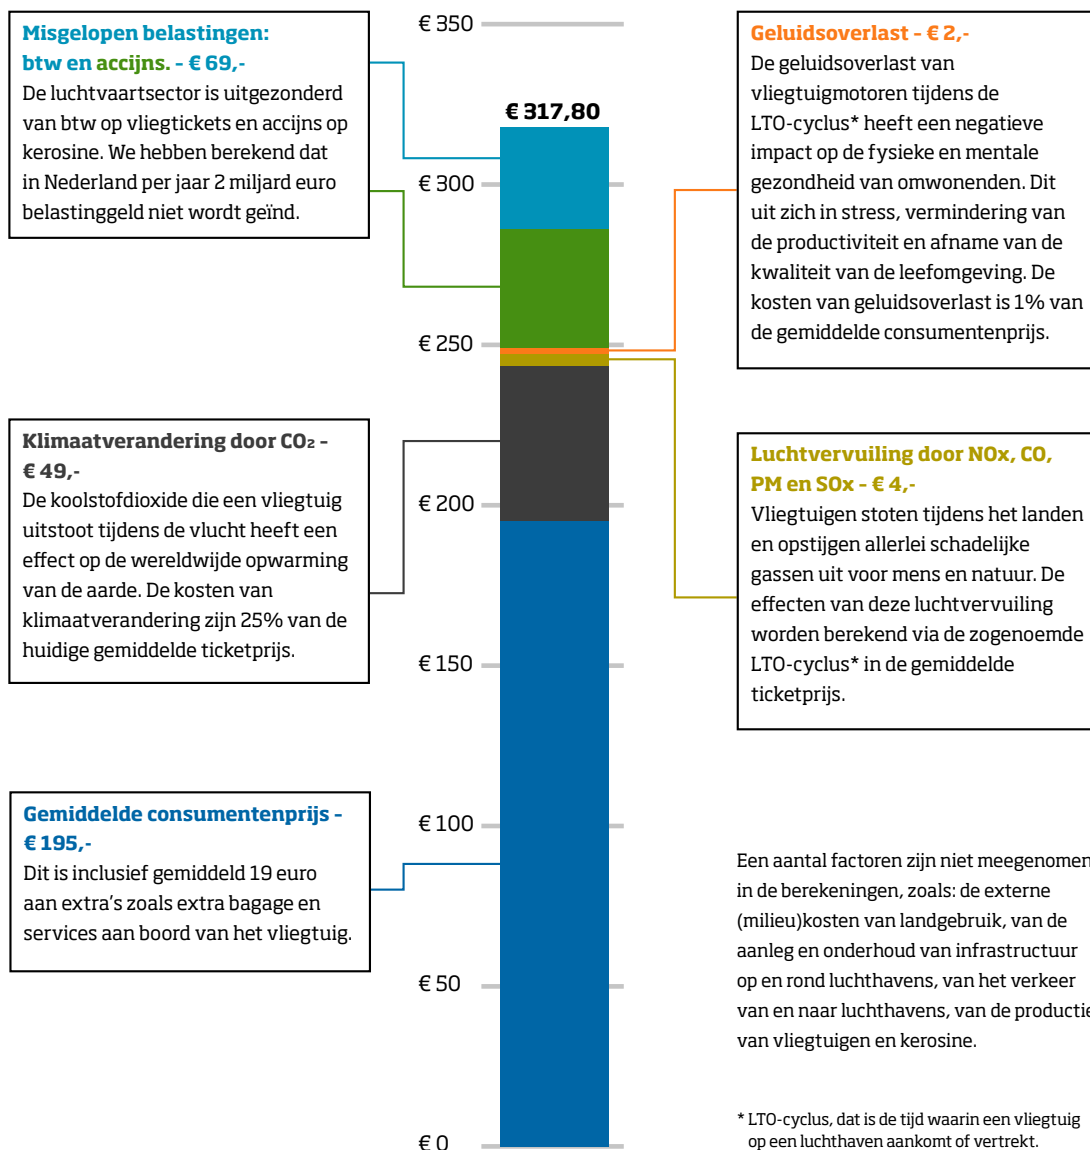 Misgelopen belastingen:
btw en accijns. - € 69,-
De luchtvaartsector is uitgezonderd
van btw op vliegtickets en accijns op
kerosine. We hebben berekend dat
in Nederland per jaar 2 miljard euro
belastinggeld niet wordt geïnd.
Klimaatverandering door CO₂ -
€ 49,-
De koolstofdioxide die een vliegtuig
uitstoot tijdens de vlucht heeft een
effect op de wereldwijde opwarming
van de aarde. De kosten van
klimaatverandering zijn 25% van de
huidige gemiddelde ticketprijs.
Gemiddelde consumentenprijs -
€ 195,-
Dit is inclusief gemiddeld 19 euro
aan extra's zoals extra bagage en
services aan boord van het vliegtuig.
€ 350
€ 317,80
€ 300
€ 250
€ 200
€ 150
€ 100
€ 50
€ 0
Geluidsoverlast - € 2,-
De geluidsoverlast van
vliegtuigmotoren tijdens de
LTO-cyclus* heeft een negatieve
impact op de fysieke en mentale
gezondheid van omwonenden. Dit
uit zich in stress, vermindering van
de productiviteit en afname van de
kwaliteit van de leefomgeving. De
kosten van geluidsoverlast is 1% van
de gemiddelde consumentenprijs.
Luchtvervuiling door NOx, CO,
PM en SOx - € 4,-
Vliegtuigen stoten tijdens het landen
en opstijgen allerlei schadelijke
gassen uit voor mens en natuur. De
effecten van deze luchtvervuiling
worden berekend via de zogenoemde
LTO-cyclus* in de gemiddelde
ticketprijs.
Een aantal factoren zijn niet meegenomen
in de berekeningen, zoals: de externe
(milieu)kosten van landgebruik, van de
aanleg en onderhoud van infrastructuur
op en rond luchthavens, van het verkeer
van en naar luchthavens, van de productie
van vliegtuigen en kerosine.
* LTO-cyclus, dat is de tijd waarin een vliegtuig
op een luchthaven aankomt of vertrekt.